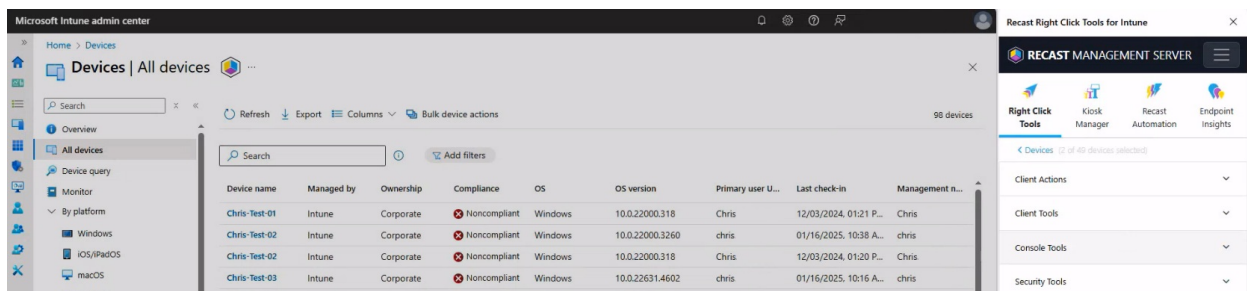 Microsoft Intune admin center
Home > Devices
Devices | All devices ...
Search
Overview
All devices
Device query
Monitor
By platform
Windows
iOS/iPadOS
macOS
Refresh Export Columns Bulk device actions 98 devices
Search Add filters
Device name Managed by Ownership Compliance OS OS version Primary user U... Last check-in Management n...
Chris-Test-01 Intune Corporate Noncompliant Windows 10.0.22000.318 Chris 12/03/2024, 01:21 P... Chris
Chris-Test-02 Intune Corporate Noncompliant Windows 10.0.22000.3260 chris 01/16/2025, 10:38 A... chris
Chris-Test-02 Intune Corporate Noncompliant Windows 10.0.22000.318 Chris 12/03/2024, 01:20 P... Chris
Chris-Test-03 Intune Corporate Noncompliant Windows 10.0.22631.4602 chris 01/16/2025, 10:16 A... chris
Recast Right Click Tools for Intune
RECAST MANAGEMENT SERVER
Right Click Tools
Kiosk Manager
Recast Automation
Endpoint Insights
< Devices (2 of 49 devices selected)
Client Actions
Client Tools
Console Tools
Security Tools